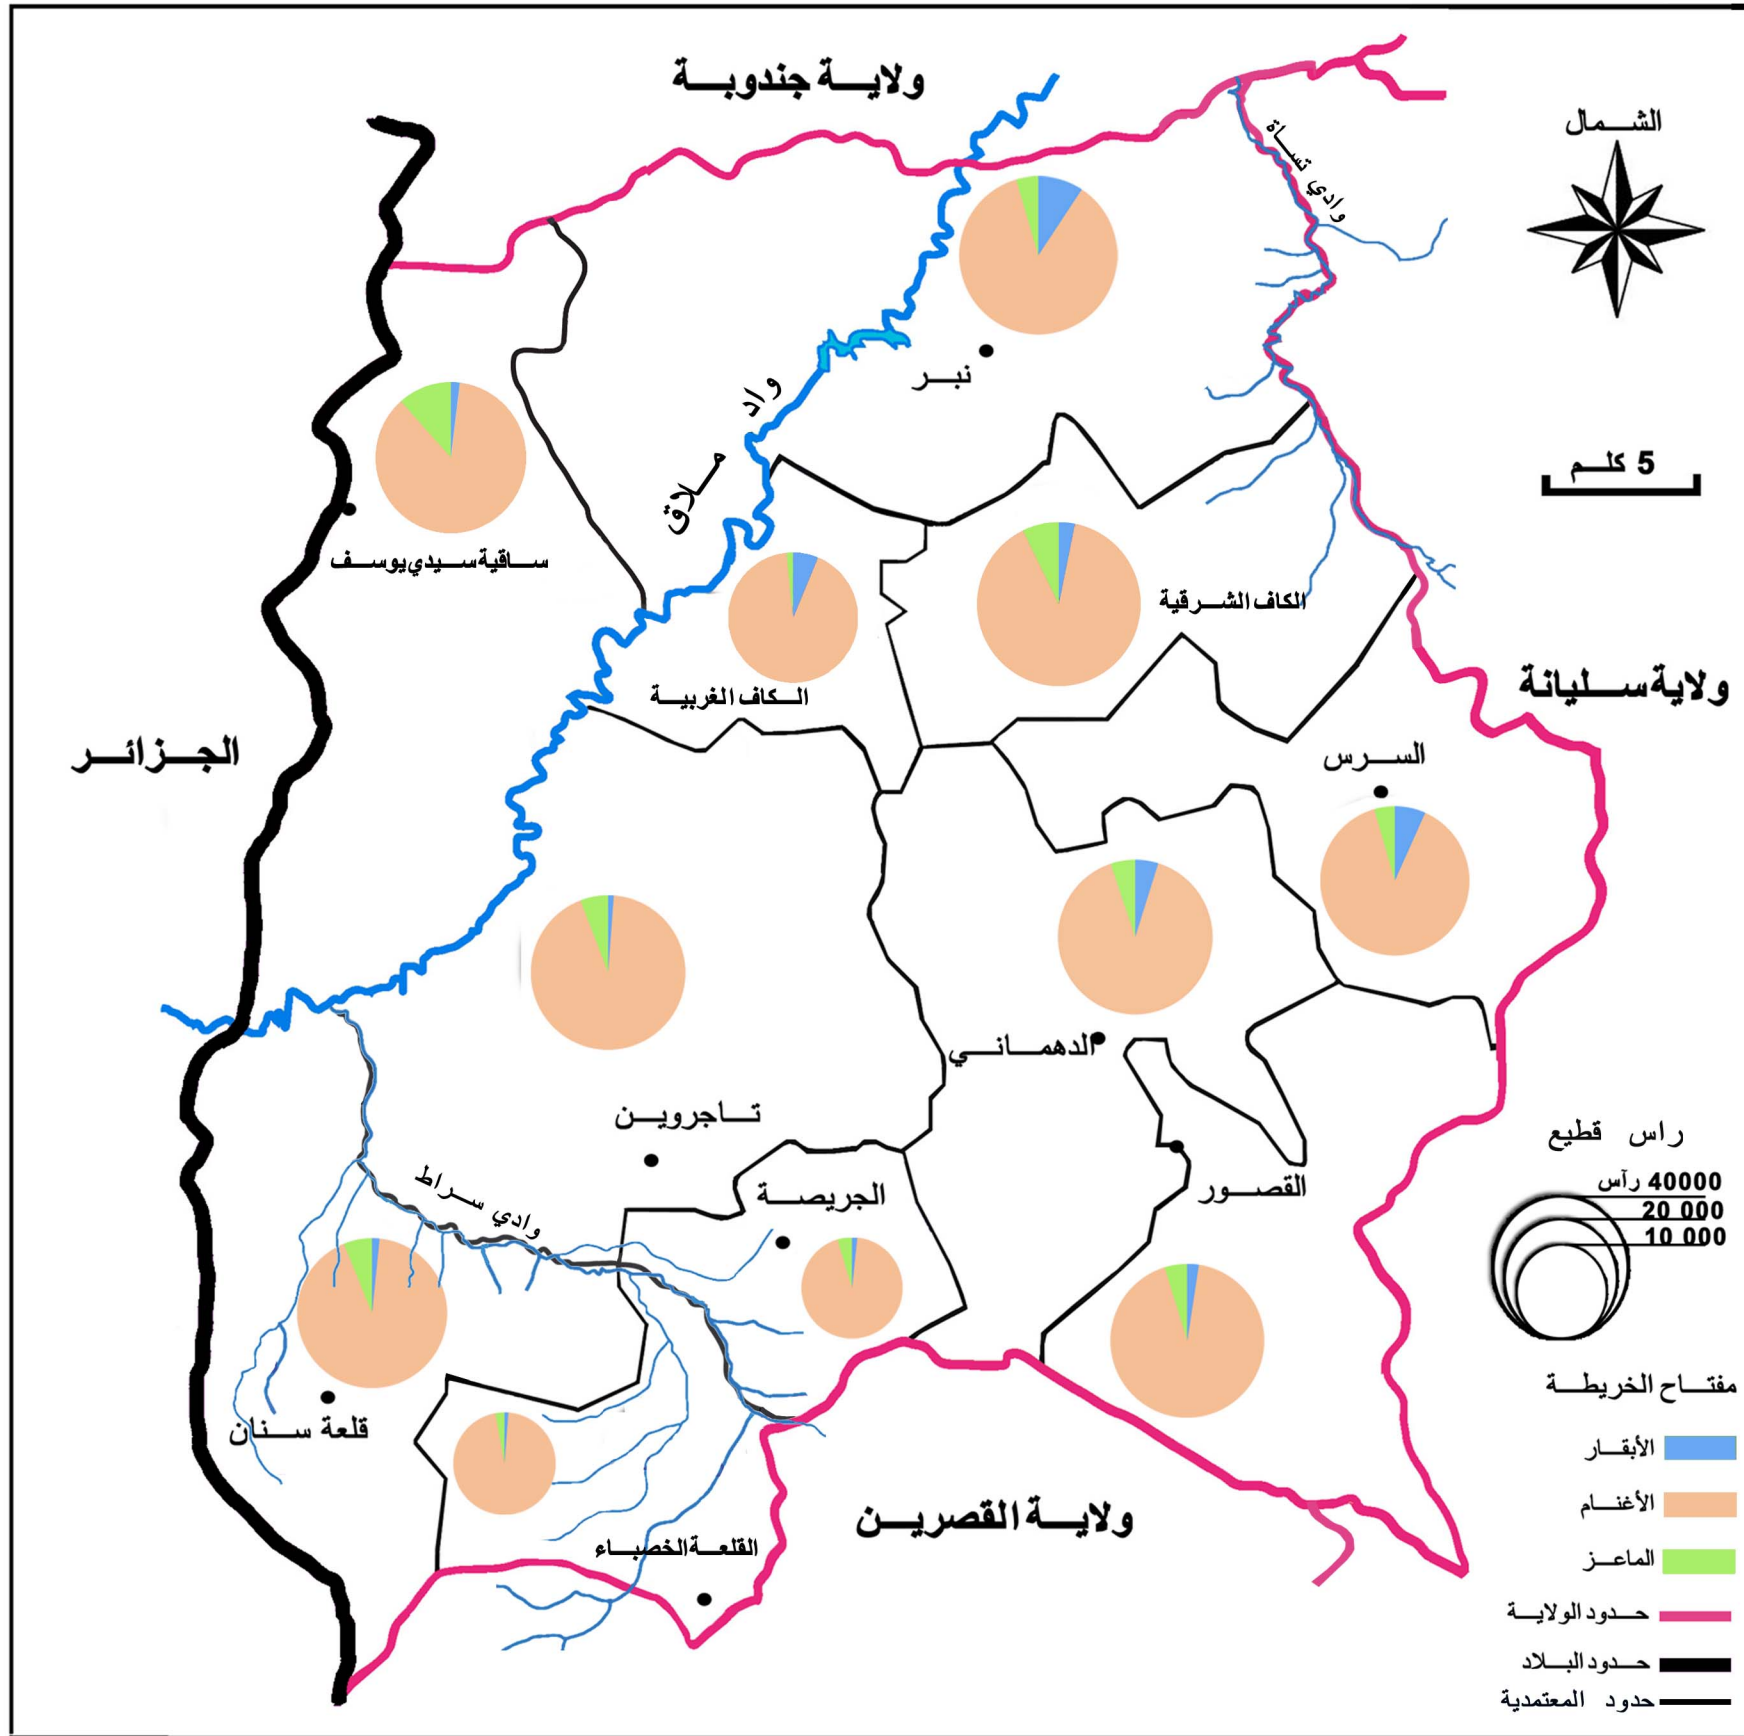 ولاية جندوبة
الشمال
وادي تساة
نبر
واد
ملاق
5 كلم
ساقية سيدي يوسف
الكاف الشرقية
الكاف الغربية
ولاية سليانة
الجزائر
السرس
الدهماني
تاجروين
راس قطيع
40000 رآس
20 000
10 000
القصور
وادي سراط
الجريصة
مفتاح الخريطة
قلعة سنان
الأبقار
الأغنام
ولاية القصرين
القلعة الخصباء
الماعز
حدود الولاية
حدود البلاد
حدود المعتمدية